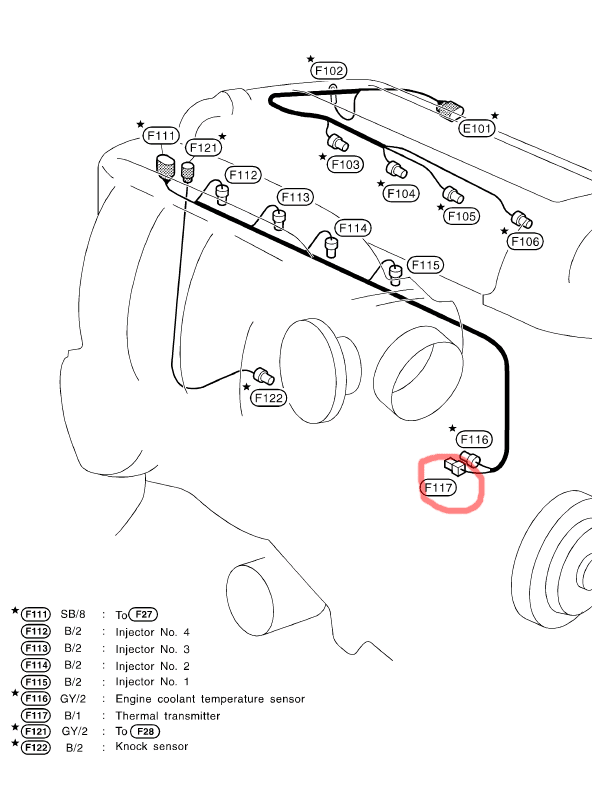 ★ F102
E101 ★
★ F111
F121 ★
★ F103
F112
★ F104
F113
★ F105
F114
★ F106
F115
★ F122
★ F116
F117
★ F111 SB/8 : To F27
F112 B/2 : Injector No. 4
F113 B/2 : Injector No. 3
F114 B/2 : Injector No. 2
F115 B/2 : Injector No. 1
★ F116 GY/2 : Engine coolant temperature sensor
F117 B/1 : Thermal transmitter
★ F121 GY/2 : To F28
★ F122 B/2 : Knock sensor